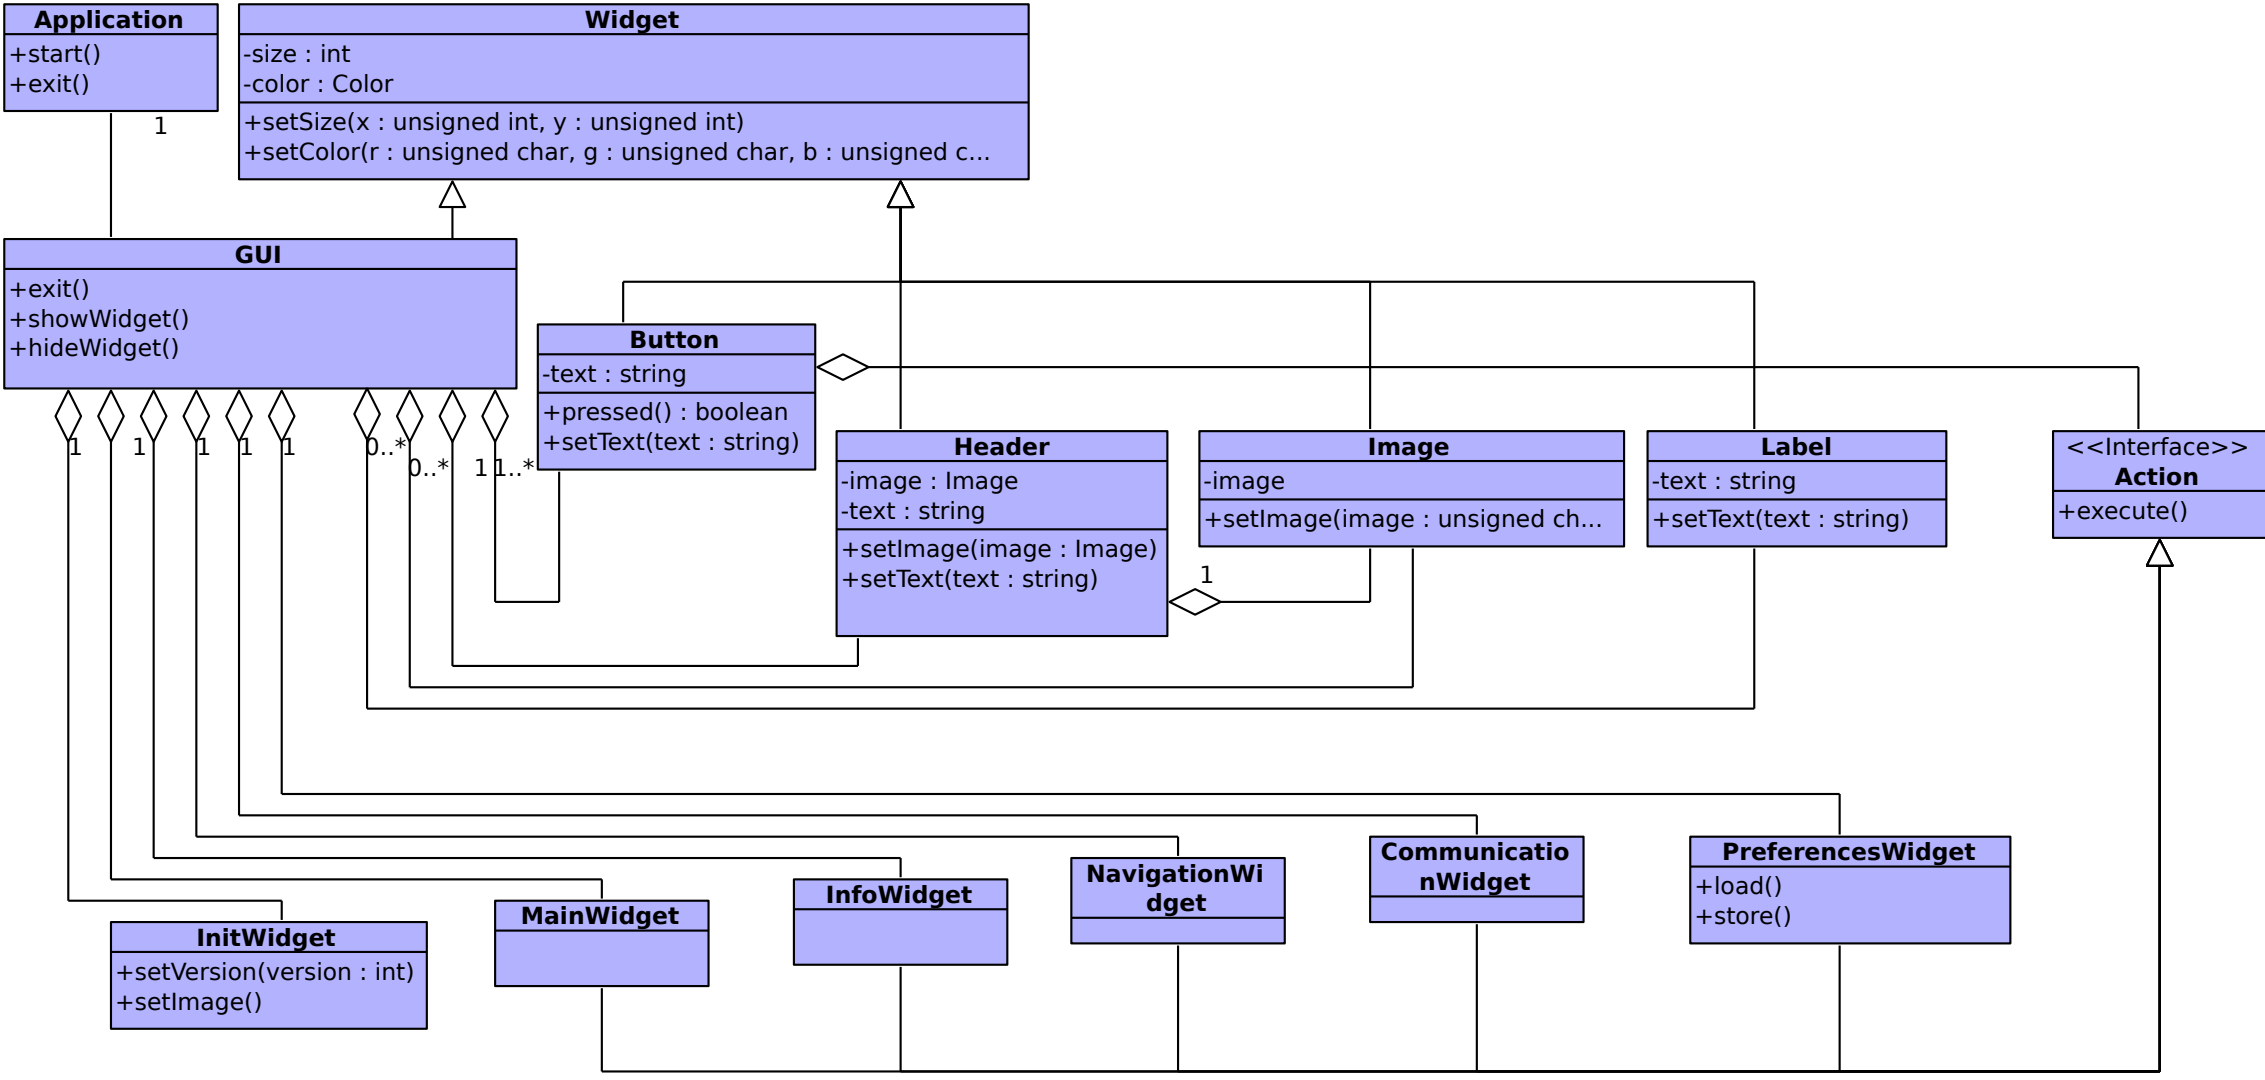 Application
+start()
+exit()
1
Widget
-size : int
-color : Color
+setSize(x : unsigned int, y : unsigned int)
+setColor(r : unsigned char, g : unsigned char, b : unsigned c...
GUI
+exit()
+showWidget()
+hideWidget()
1
1
1
1
1
0..*
0..*
1
1..*
Button
-text : string
+pressed() : boolean
+setText(text : string)
Header
-image : Image
-text : string
+setImage(image : Image)
+setText(text : string)
1
Image
-image
+setImage(image : unsigned ch...
Label
-text : string
+setText(text : string)
<<Interface>>
Action
+execute()
InitWidget
+setVersion(version : int)
+setImage()
MainWidget
InfoWidget
NavigationWi
dget
Communicatio
nWidget
PreferencesWidget
+load()
+store()